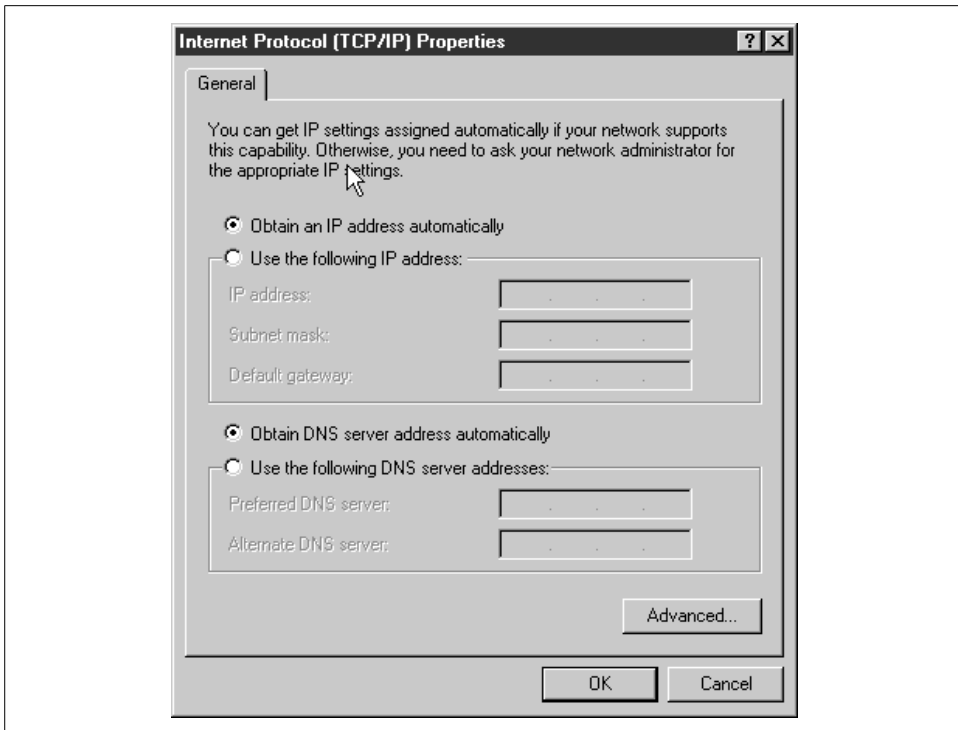 Internet Protocol (TCP/IP) Properties
General
You can get IP settings assigned automatically if your network supports
this capability. Otherwise, you need to ask your network administrator for
the appropriate IP settings.
Obtain an IP address automatically
Use the following IP address:
IP address:
Subnet mask:
Default gateway:
Obtain DNS server address automatically
Use the following DNS server addresses:
Preferred DNS server:
Alternate DNS server:
Advanced...
OK
Cancel